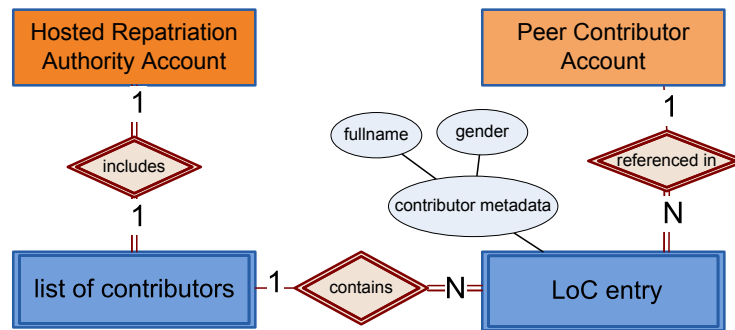 Hosted Repatriation
Authority Account
Peer Contributor
Account
1
1
fullname
gender
includes
referenced in
contributor metadata
1
N
list of contributors
1
contains
N
LoC entry